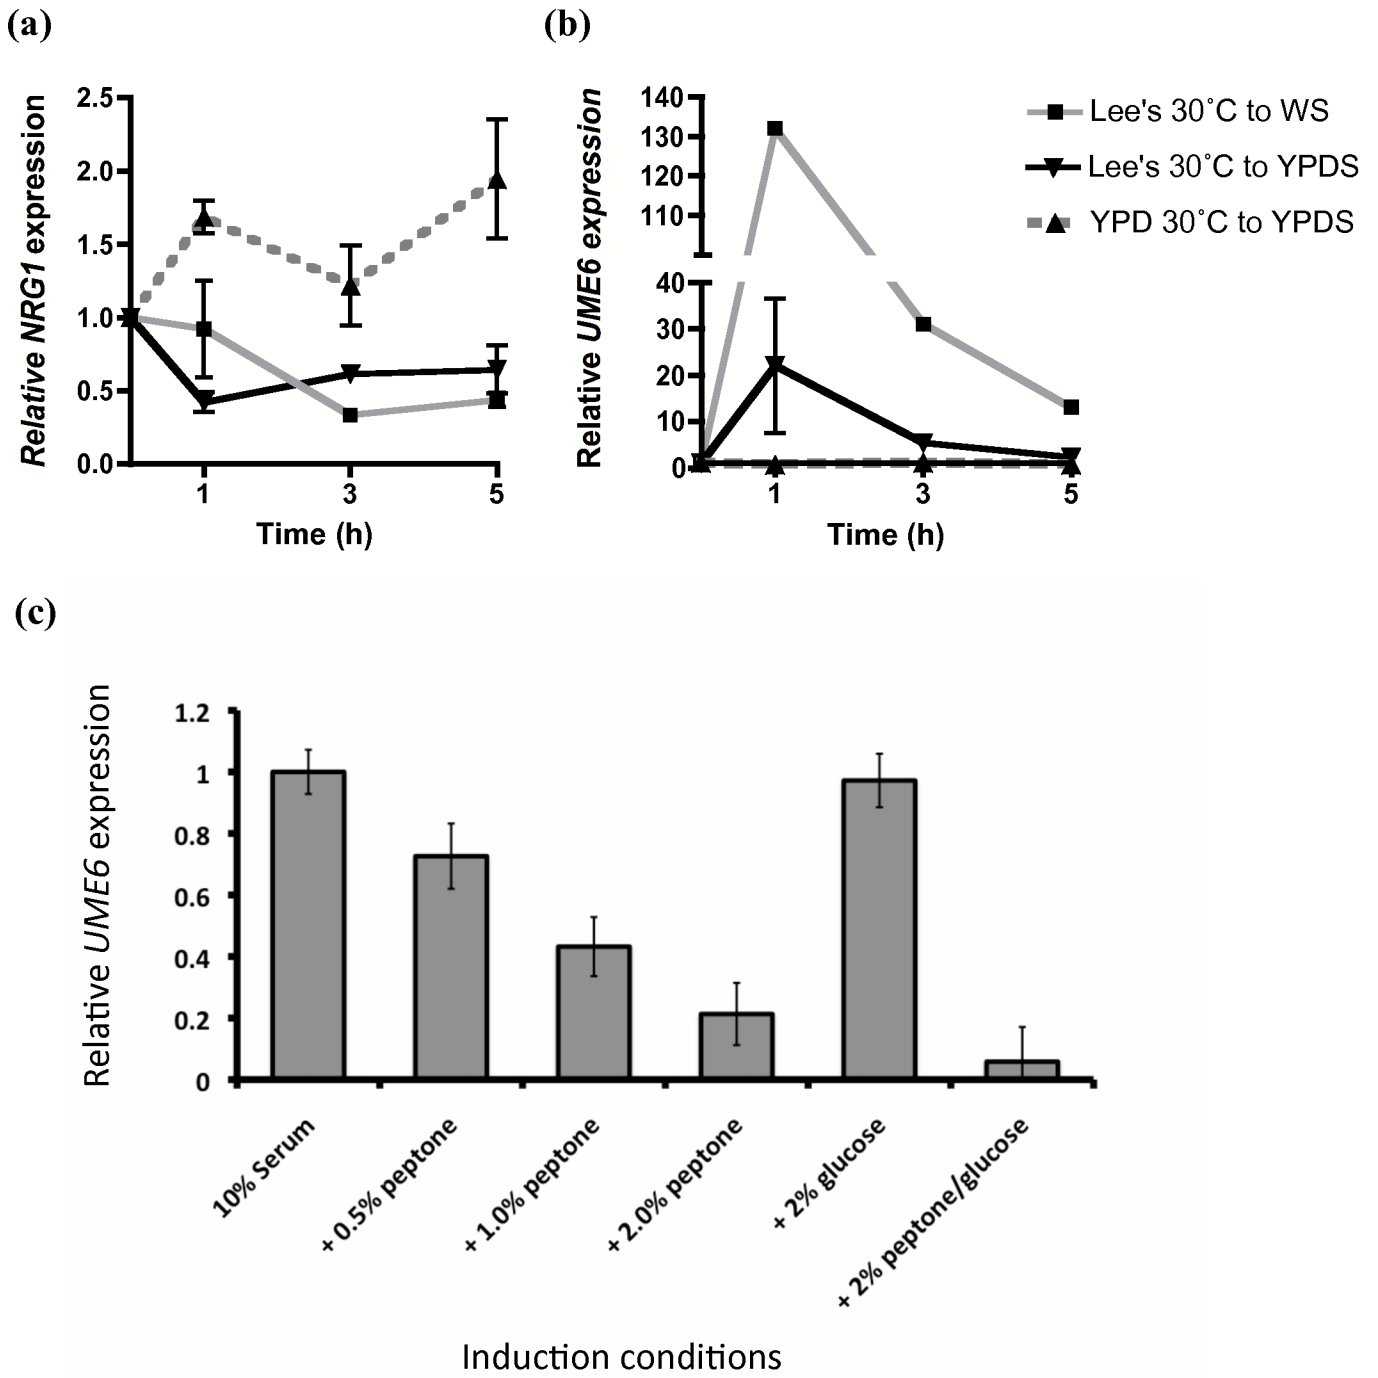 (a)
Relative NRG1 expression
2.5
2.0
1.5
1.0
0.5
0.0
1 3 5
Time (h)
(b)
Relative UME6 expression
140
130
120
110
40
30
20
10
0
1 3 5
Time (h)
Lee's 30˚C to WS
Lee's 30˚C to YPDS
YPD 30˚C to YPDS
(c)
Relative UME6 expression
1.2
1
0.8
0.6
0.4
0.2
0
10% Serum
+ 0.5% peptone
+ 1.0% peptone
+ 2.0% peptone
+ 2% glucose
+ 2% peptone/glucose
Induction conditions